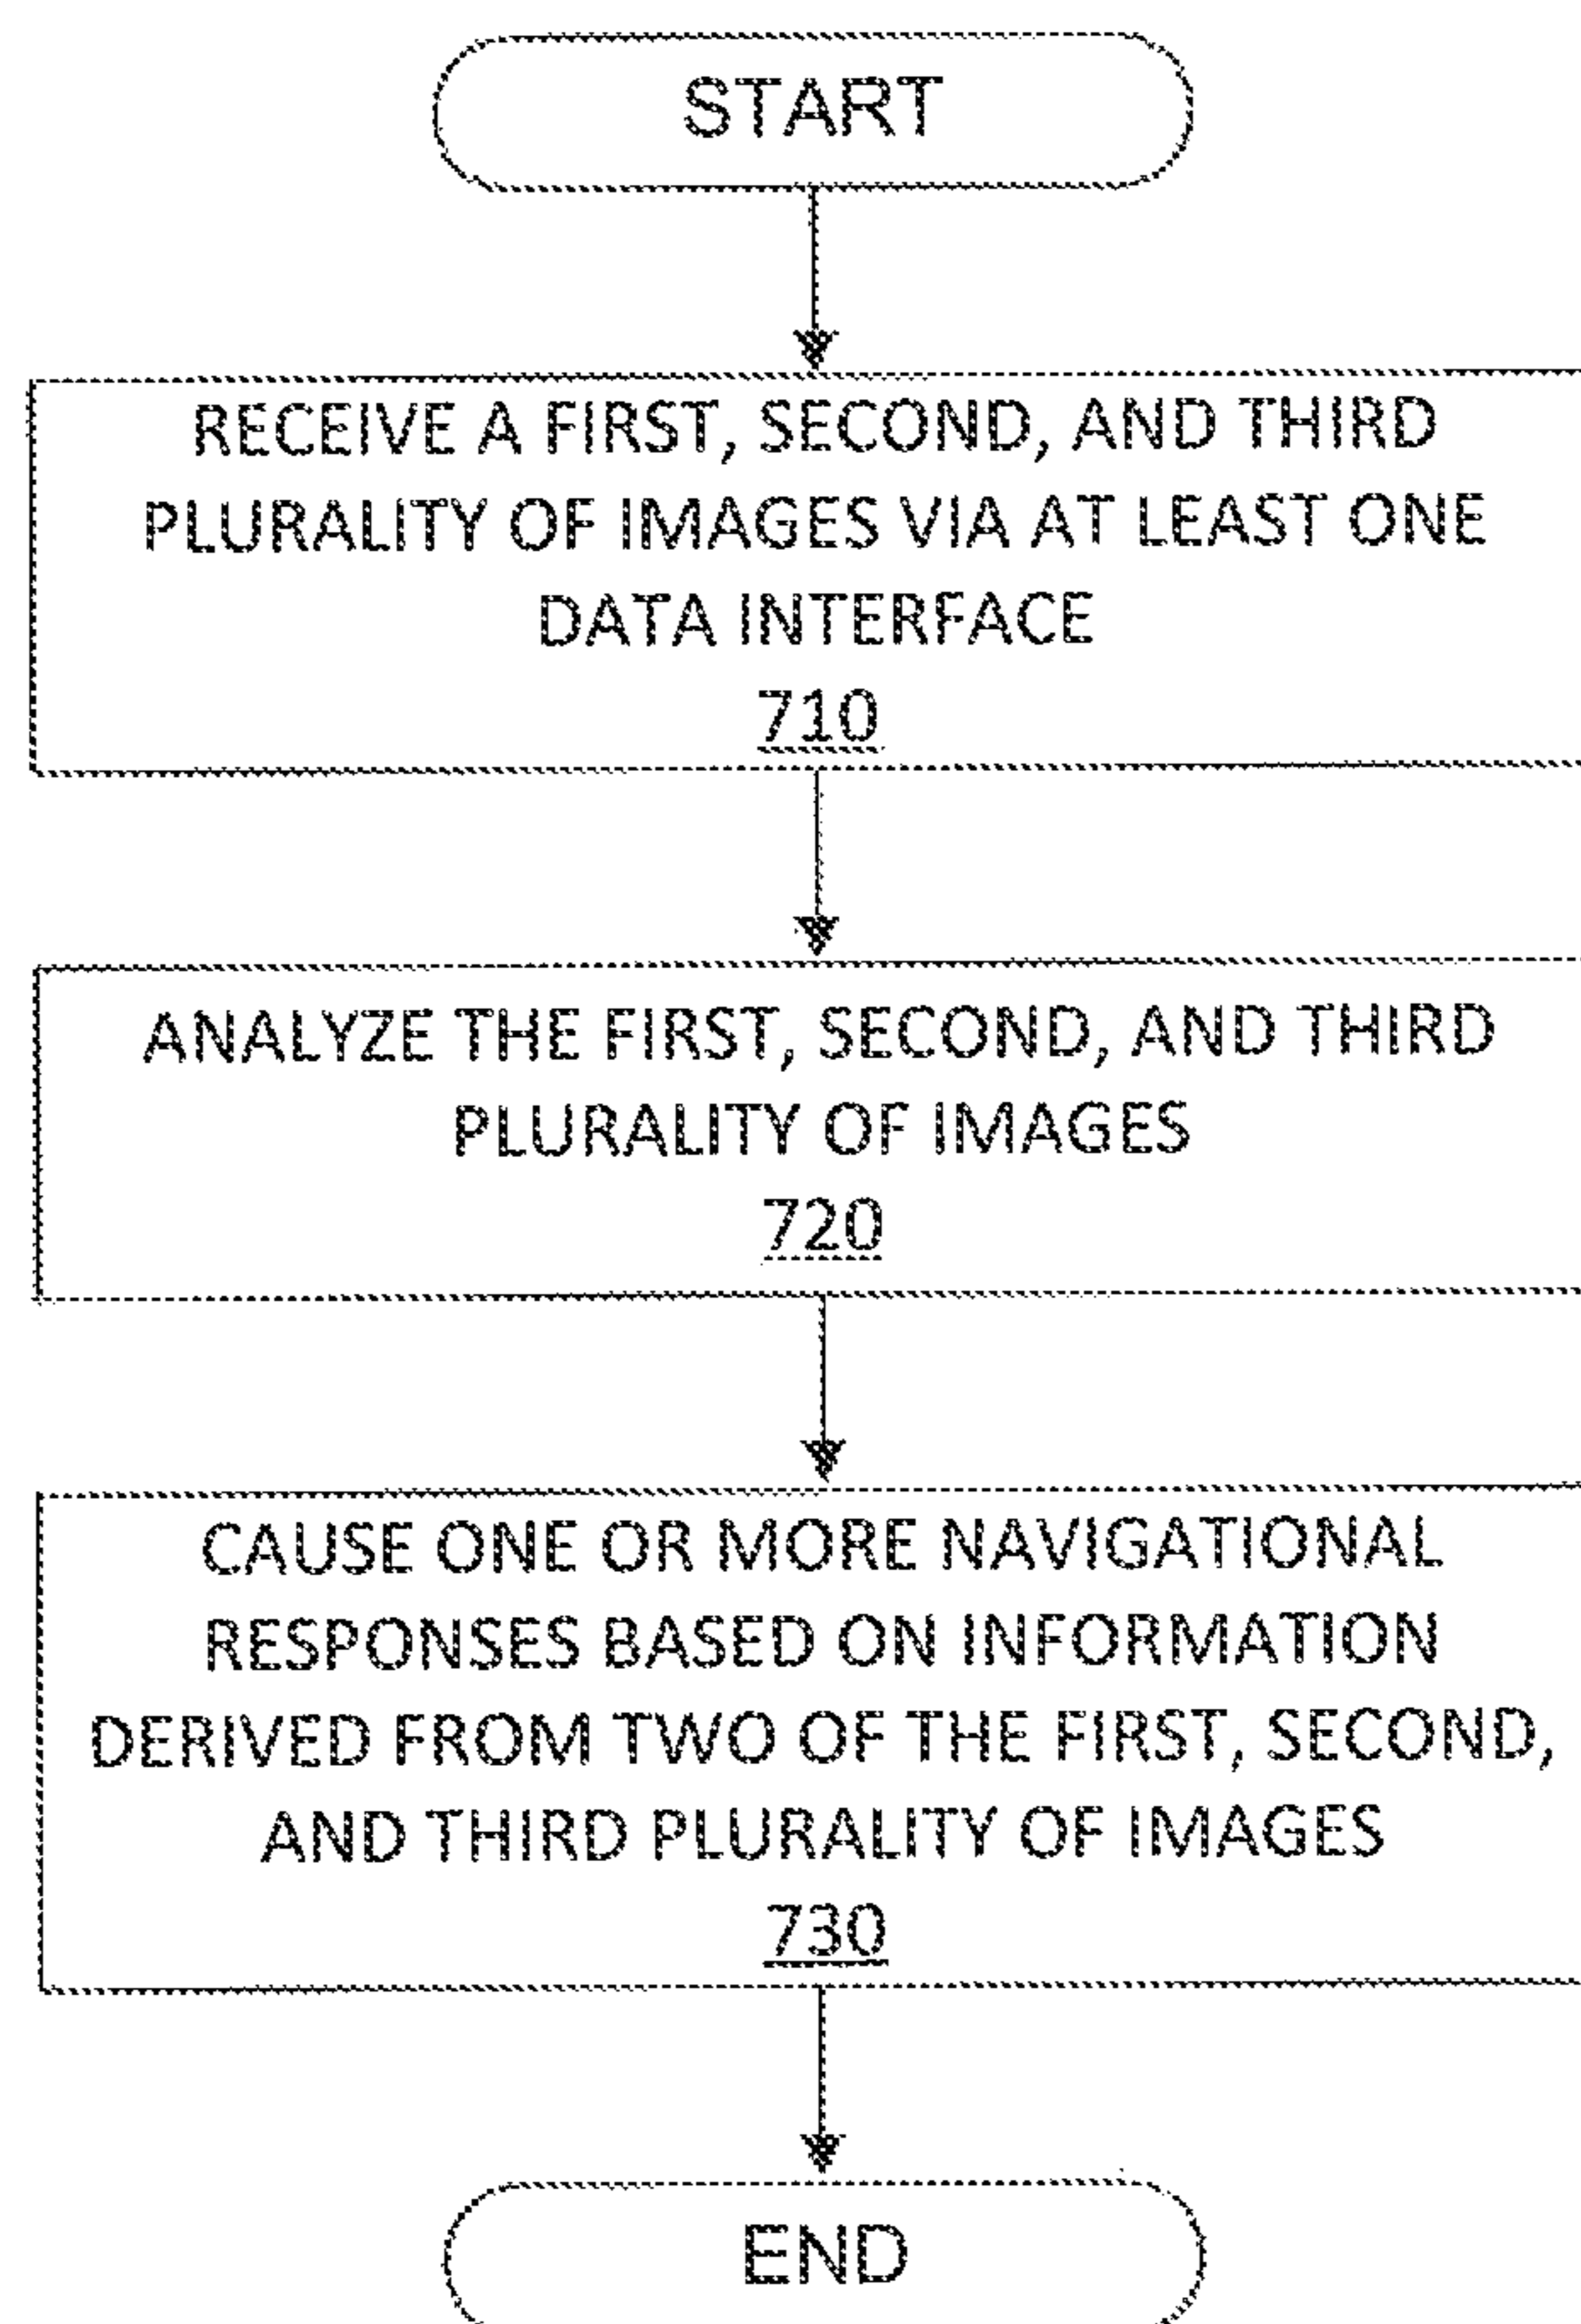 START
RECEIVE A FIRST, SECOND, AND THIRD
PLURALITY OF IMAGES VIA AT LEAST ONE
DATA INTERFACE
710
ANALYZE THE FIRST, SECOND, AND THIRD
PLURALITY OF IMAGES
720
CAUSE ONE OR MORE NAVIGATIONAL
RESPONSES BASED ON INFORMATION
DERIVED FROM TWO OF THE FIRST, SECOND,
AND THIRD PLURALITY OF IMAGES
730
END